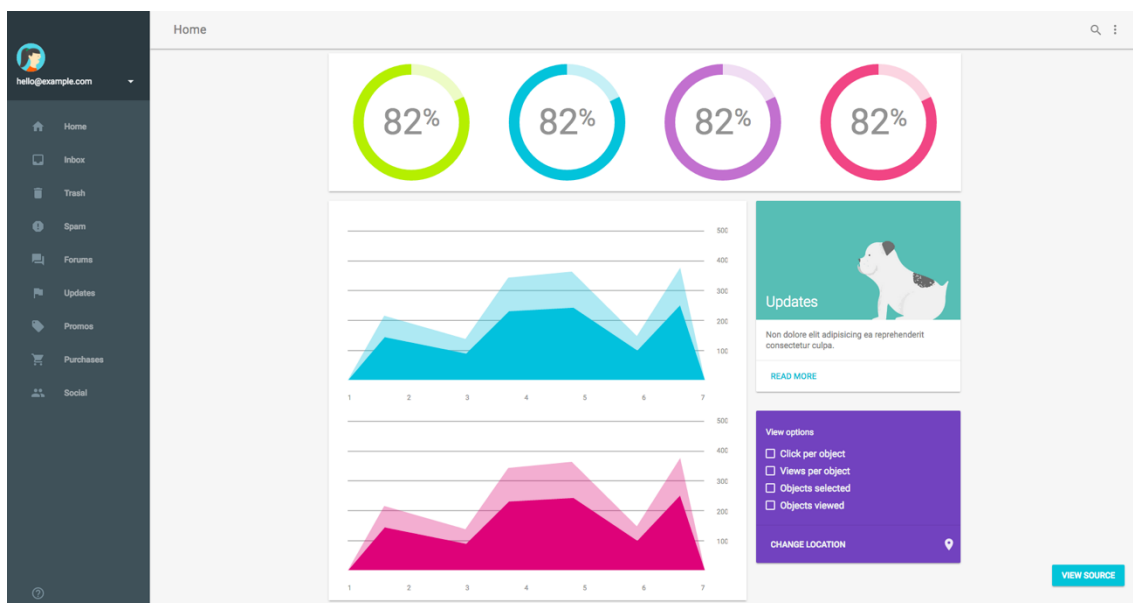 Home
hello@example.com
Home
Inbox
Trash
Spam
Forums
Updates
Promos
Purchases
Social
82%
82%
82%
82%
500
400
300
200
100
1 2 3 4 5 6 7
500
400
300
200
100
1 2 3 4 5 6 7
Updates
Non dolore elit adipisicing ea reprehenderit
consectetur culpa.
READ MORE
View options
Click per object
Views per object
Objects selected
Objects viewed
CHANGE LOCATION
VIEW SOURCE